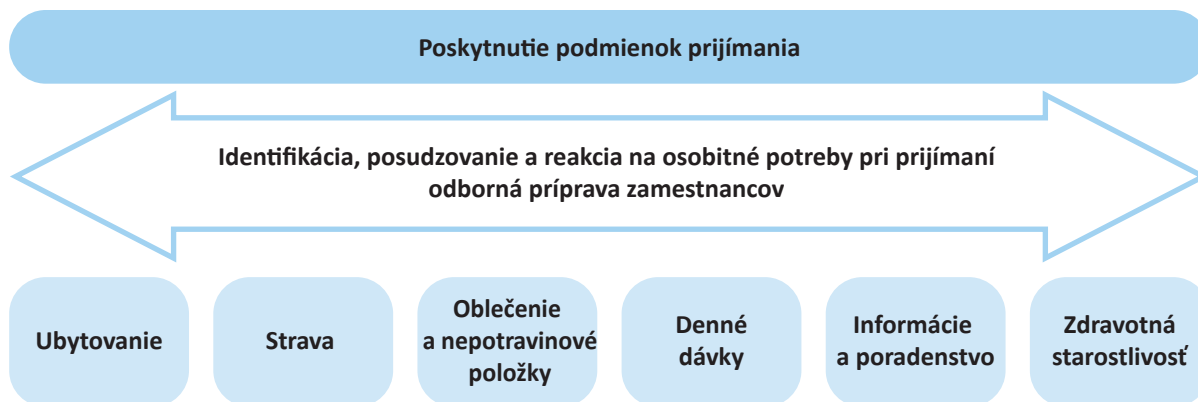 Poskytnutie podmienok prijímania
Identifikácia, posudzovanie a reakcia na osobitné potreby pri prijímaní
odborná príprava zamestnancov
Ubytovanie
Strava
Oblečenie
a nepotravinové
položky
Denné
dávky
Informácie
a poradenstvo
Zdravotná
starostlivosť